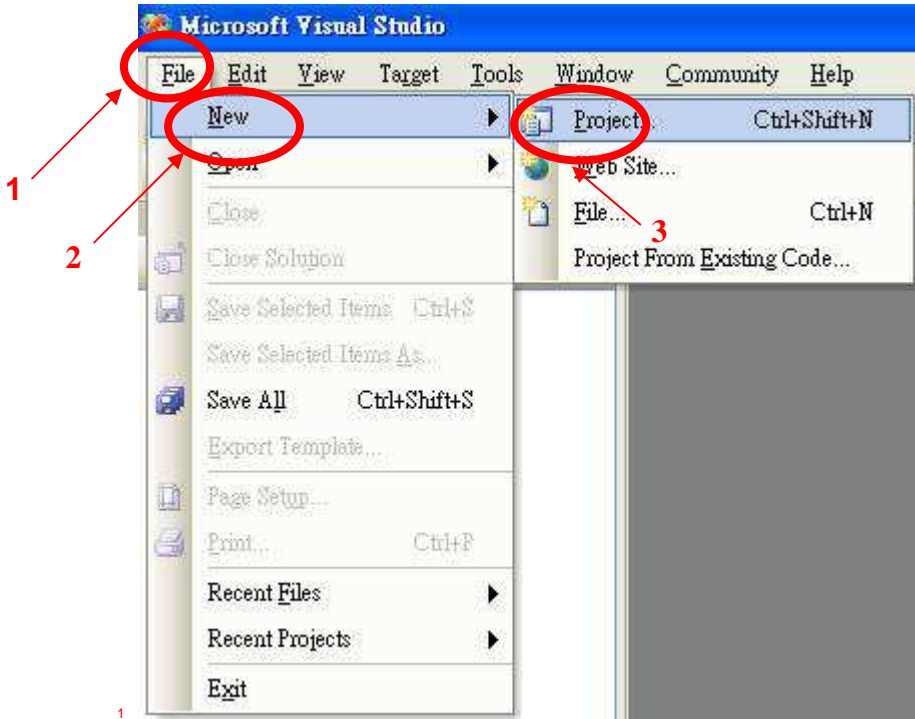 Microsoft Visual Studio
File Edit View Target Tools Window Community Help
1
New
2
Open
Close
Close Solution
Save Selected Items Ctrl+S
Save Selected Items As...
Save All Ctrl+Shift+S
Export Template...
Page Setup...
Print... Ctrl+P
Recent Files
Recent Projects
Exit
Project... Ctrl+Shift+N
Web Site...
File... Ctrl+N
3
Project From Existing Code...
1